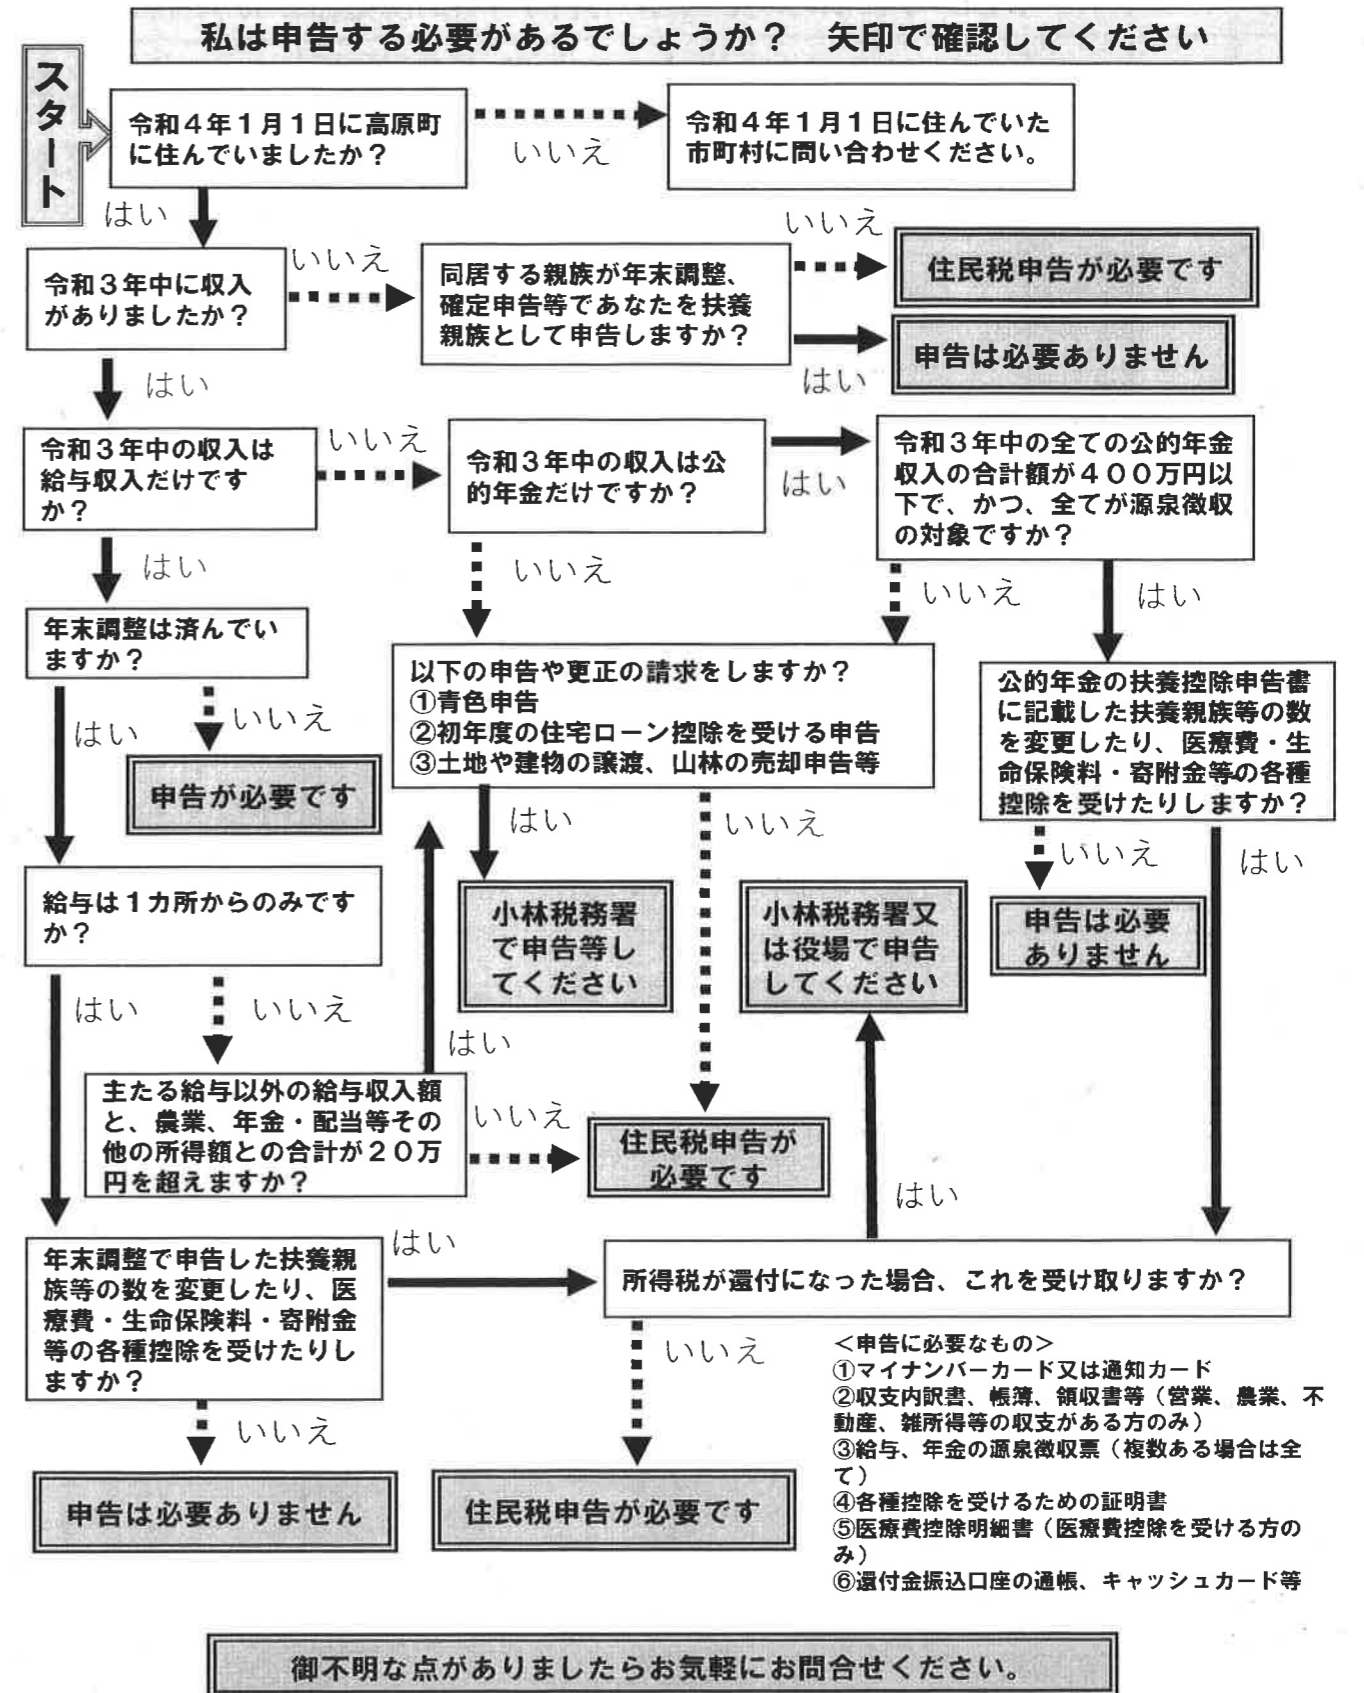 私は申告する必要があるでしょうか？　矢印で確認してください
スタート
令和４年１月１日に高原町
に住んでいましたか？
いいえ
令和４年１月１日に住んでいた
市町村に問い合わせください。
はい
令和３年中に収入
がありましたか？
いいえ
同居する親族が年末調整、
確定申告等であなたを扶養
親族として申告しますか？
いいえ
住民税申告が必要です
はい
申告は必要ありません
はい
令和３年中の収入は
給与収入だけです
か？
いいえ
令和３年中の収入は公
的年金だけですか？
はい
令和３年中の全ての公的年金
収入の合計額が４００万円以
下で、かつ、全てが源泉徴収
の対象ですか？
はい
いいえ
いいえ
はい
年末調整は済んでい
ますか？
はい
いいえ
申告が必要です
以下の申告や更正の請求をしますか？
①青色申告
②初年度の住宅ローン控除を受ける申告
③土地や建物の譲渡、山林の売却申告等
公的年金の扶養控除申告書
に記載した扶養親族等の数
を変更したり、医療費・生
命保険料・寄附金等の各種
控除を受けたりしますか？
はい
いいえ
いいえ
はい
給与は１カ所からのみです
か？
小林税務署
で申告等し
てください
小林税務署又
は役場で申告
してください
申告は必要
ありません
はい
いいえ
はい
主たる給与以外の給与収入額
と、農業、年金・配当等その
他の所得額との合計が２０万
円を超えますか？
いいえ
住民税申告が
必要です
はい
年末調整で申告した扶養親
族等の数を変更したり、医
療費・生命保険料・寄附金
等の各種控除を受けたりし
ますか？
はい
所得税が還付になった場合、これを受け取りますか？
いいえ
いいえ
申告は必要ありません
住民税申告が必要です
＜申告に必要なもの＞
①マイナンバーカード又は通知カード
②収支内訳書、帳簿、領収書等（営業、農業、不
動産、雑所得等の収支がある方のみ）
③給与、年金の源泉徴収票（複数ある場合は全
て）
④各種控除を受けるための証明書
⑤医療費控除明細書（医療費控除を受ける方の
み）
⑥還付金振込口座の通帳、キャッシュカード等
御不明な点がありましたらお気軽にお問合せください。